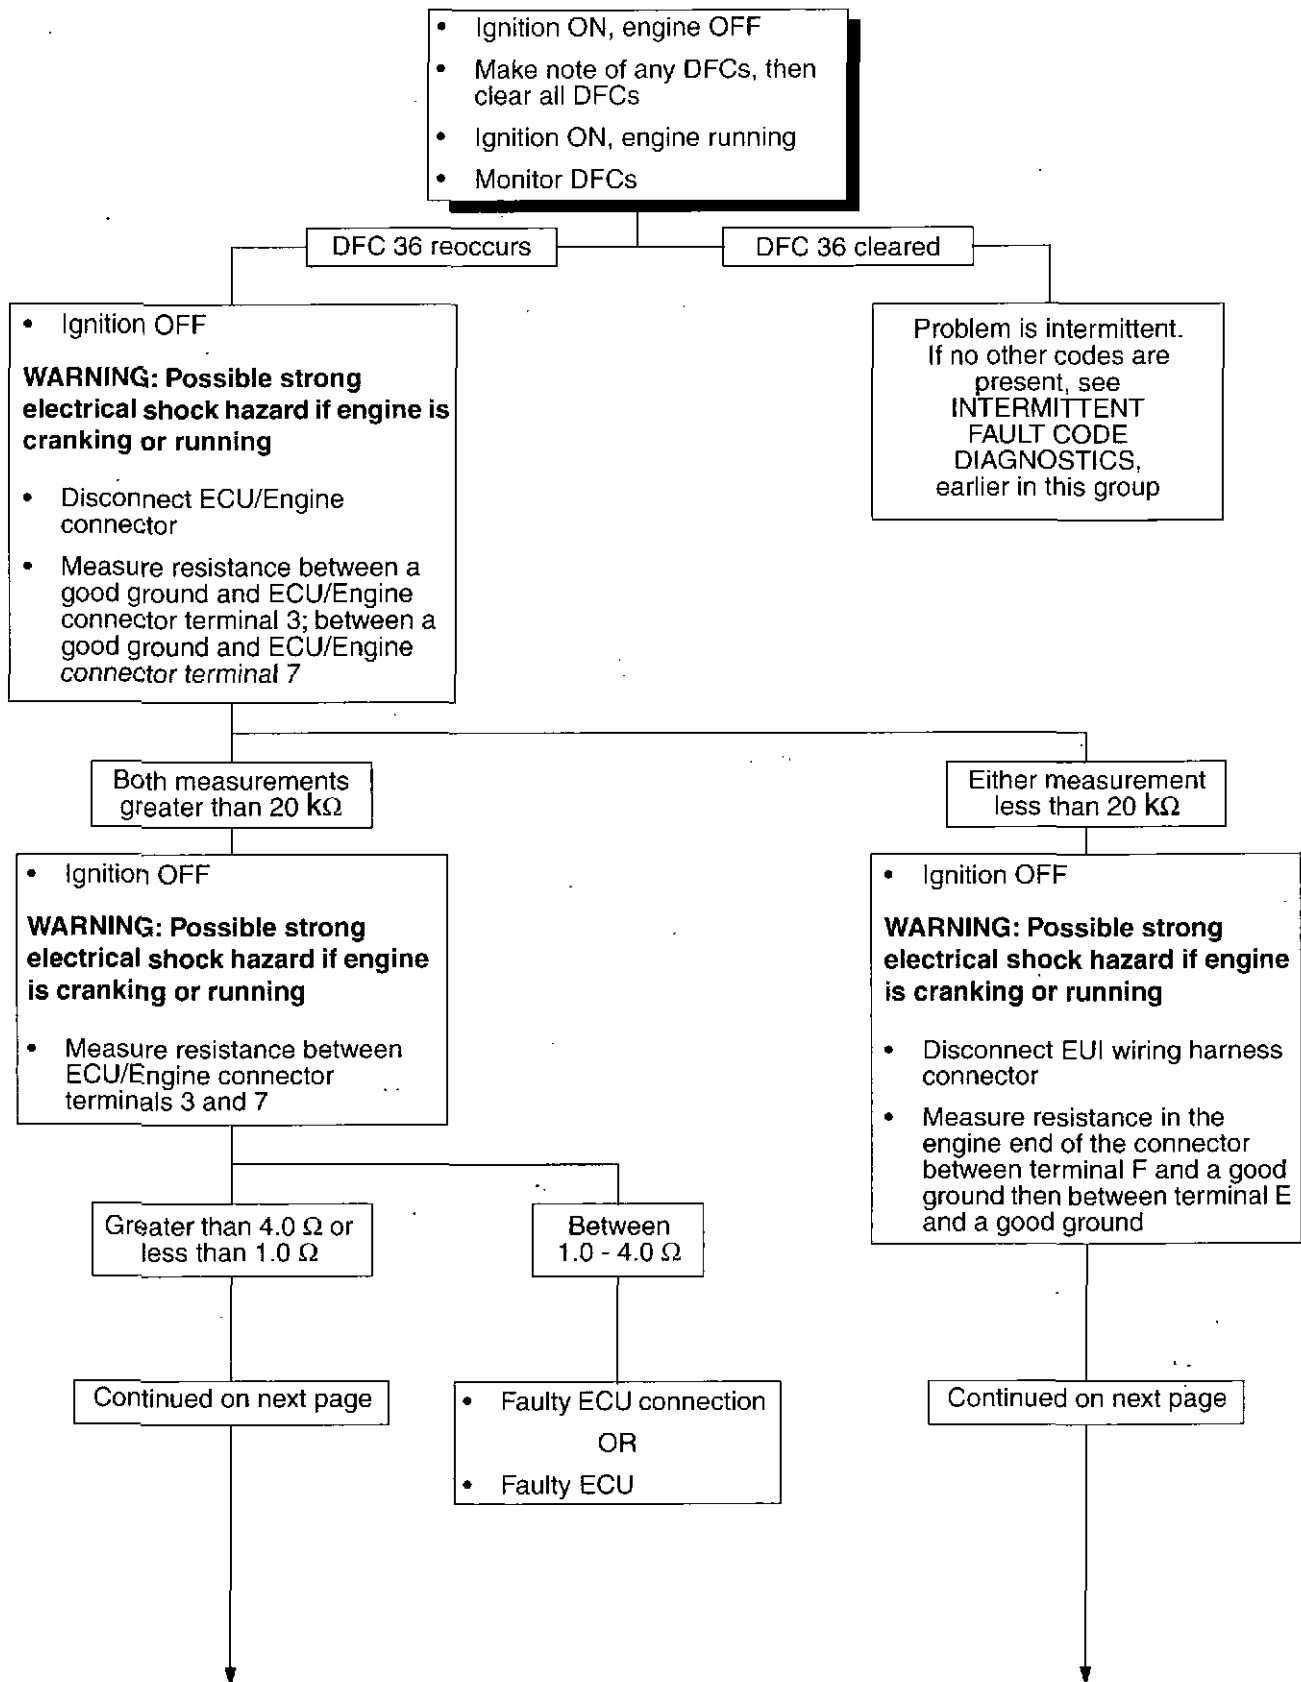 • Ignition ON, engine OFF
• Make note of any DFCs, then
clear all DFCs
• Ignition ON, engine running
• Monitor DFCs
DFC 36 reoccurs
DFC 36 cleared
• Ignition OFF
WARNING: Possible strong
electrical shock hazard if engine is
cranking or running
• Disconnect ECU/Engine
connector
• Measure resistance between a
good ground and ECU/Engine
connector terminal 3; between a
good ground and ECU/Engine
connector terminal 7
Problem is intermittent.
If no other codes are
present, see
INTERMITTENT
FAULT CODE
DIAGNOSTICS,
earlier in this group
Both measurements
greater than 20 kΩ
Either measurement
less than 20 kΩ
• Ignition OFF
WARNING: Possible strong
electrical shock hazard if engine
is cranking or running
• Measure resistance between
ECU/Engine connector
terminals 3 and 7
• Ignition OFF
WARNING: Possible strong
electrical shock hazard if engine
is cranking or running
• Disconnect EUI wiring harness
connector
• Measure resistance in the
engine end of the connector
between terminal F and a good
ground then between terminal E
and a good ground
Greater than 4.0 Ω or
less than 1.0 Ω
Between
1.0 - 4.0 Ω
Continued on next page
• Faulty ECU connection
OR
• Faulty ECU
Continued on next page